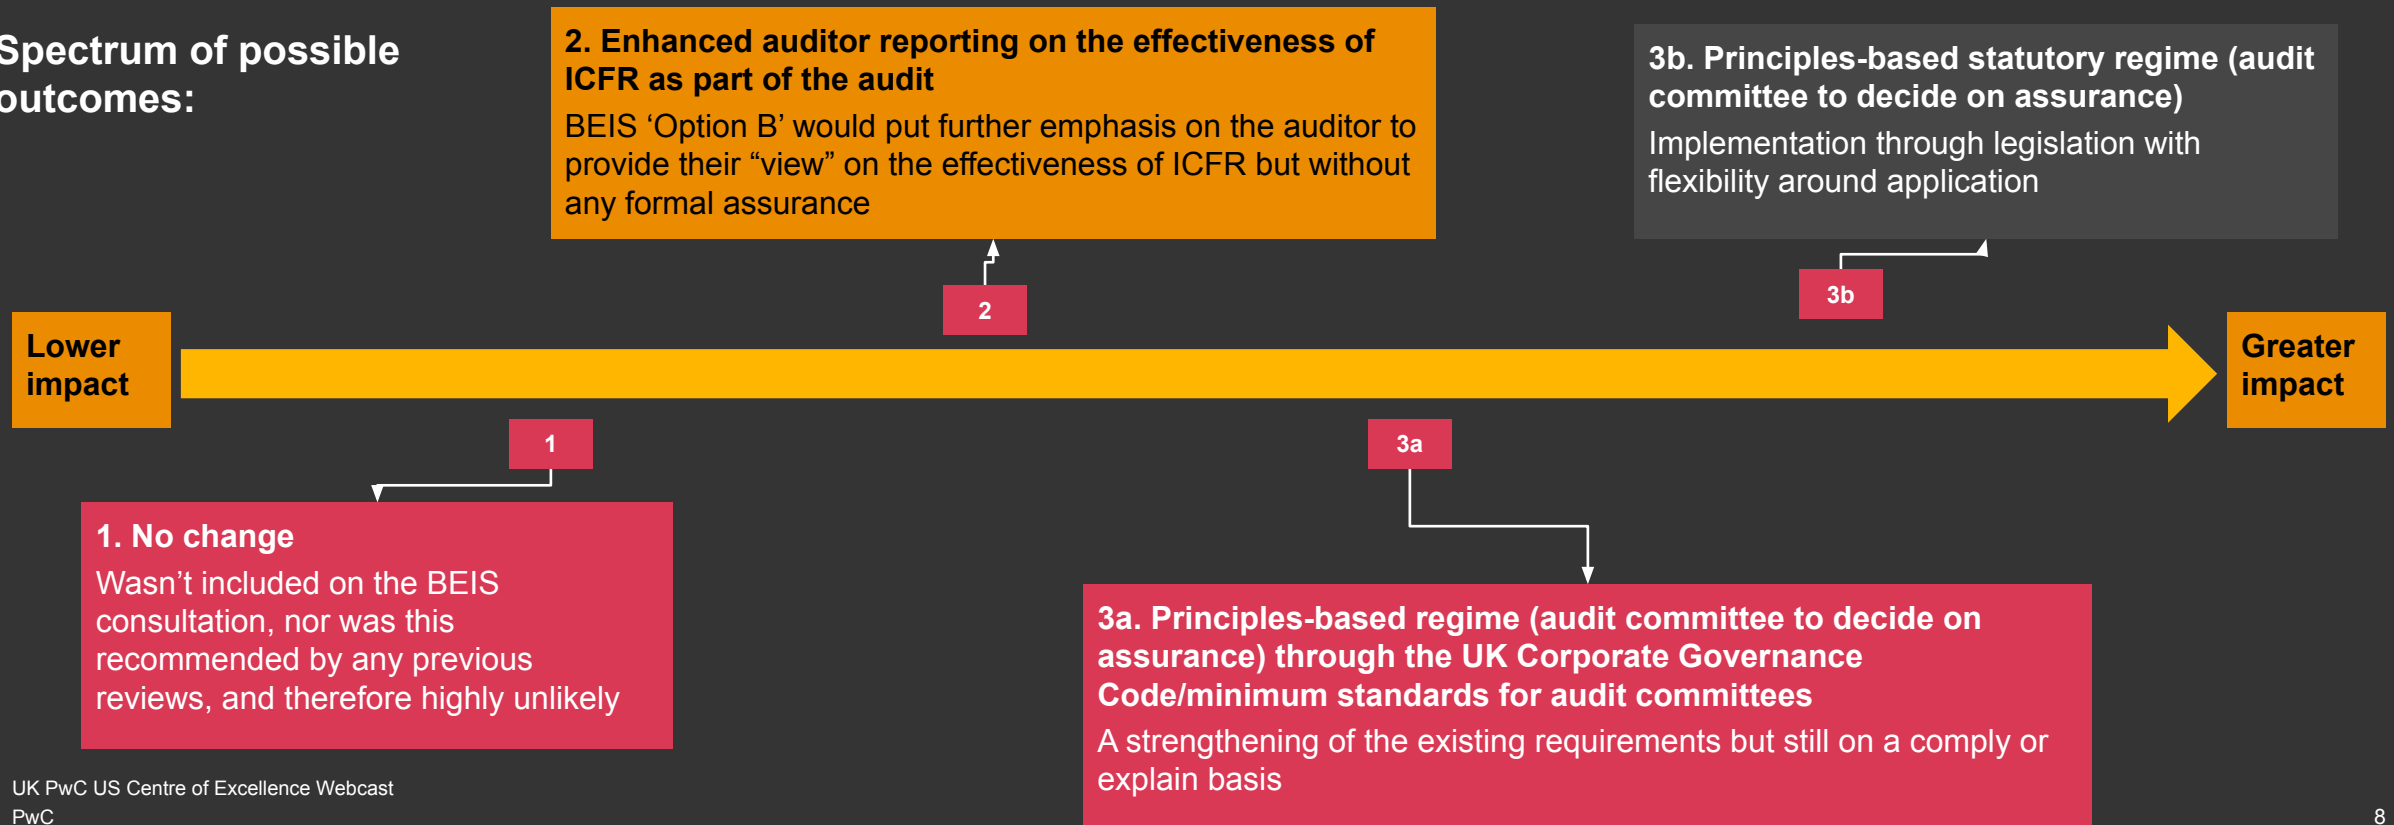 Spectrum of possible
outcomes:
2. Enhanced auditor reporting on the effectiveness of
ICFR as part of the audit
BEIS ‘Option B’ would put further emphasis on the auditor to
provide their “view” on the effectiveness of ICFR but without
any formal assurance
3b. Principles-based statutory regime (audit
committee to decide on assurance)
Implementation through legislation with
flexibility around application
2
3b
Lower
impact
Greater
impact
1
3a
1. No change
Wasn’t included on the BEIS
consultation, nor was this
recommended by any previous
reviews, and therefore highly unlikely
3a. Principles-based regime (audit committee to decide on
assurance) through the UK Corporate Governance
Code/minimum standards for audit committees
A strengthening of the existing requirements but still on a comply or
explain basis
UK PwC US Centre of Excellence Webcast
PwC
8